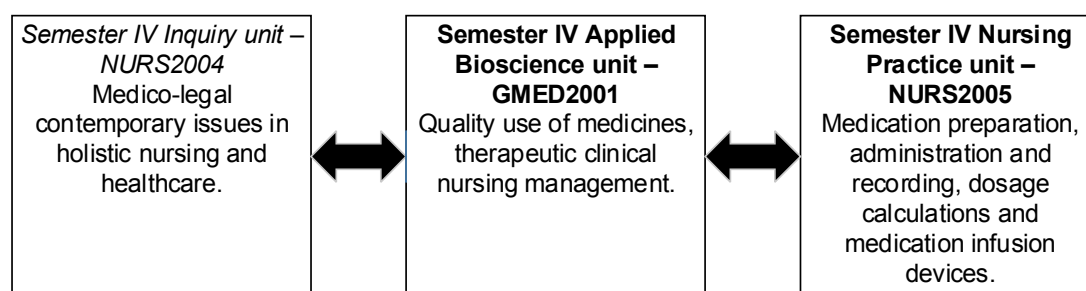 Semester IV Inquiry unit –
NURS2004
Medico-legal
contemporary issues in
holistic nursing and
healthcare.
Semester IV Applied
Bioscience unit –
GMED2001
Quality use of medicines,
therapeutic clinical
nursing management.
Semester IV Nursing
Practice unit –
NURS2005
Medication preparation,
administration and
recording, dosage
calculations and
medication infusion
devices.